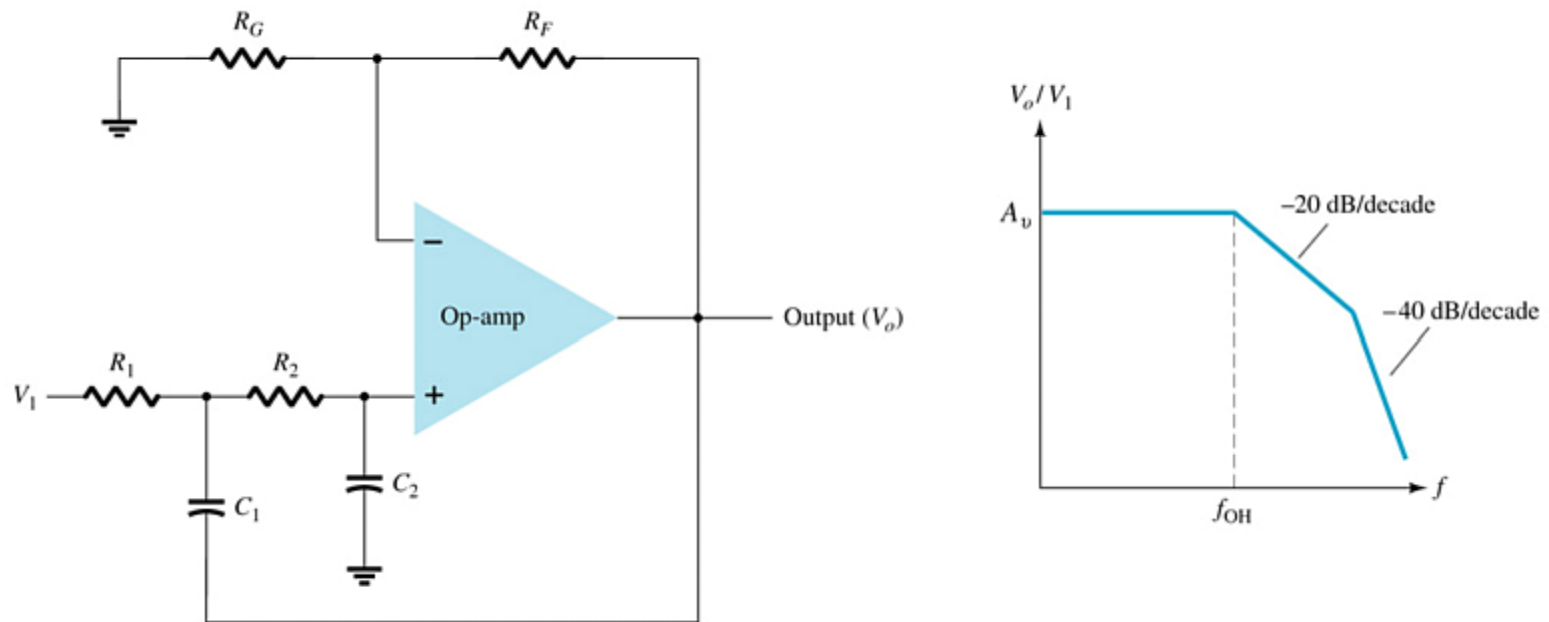 R_G
R_F
−
Op-amp
Output (V_o)
R_1
R_2
V_1
+
C_1
C_2
V_o/V_1
A_υ
−20 dB/decade
−40 dB/decade
f
f_OH